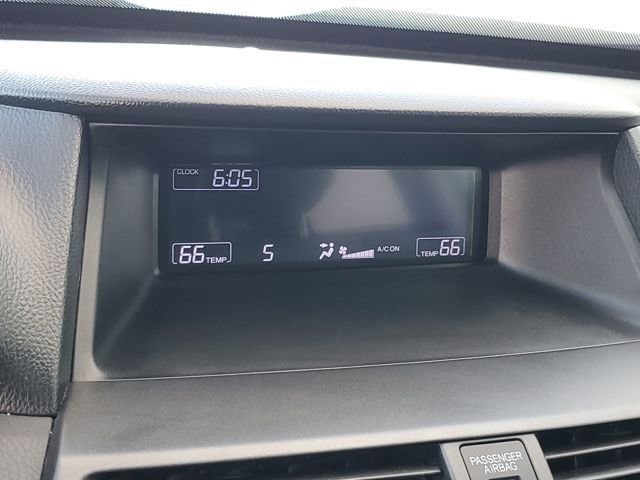 CLOCK 6:05
66 TEMP 5 A/C ON TEMP 66
PASSENGER
AIRBAG